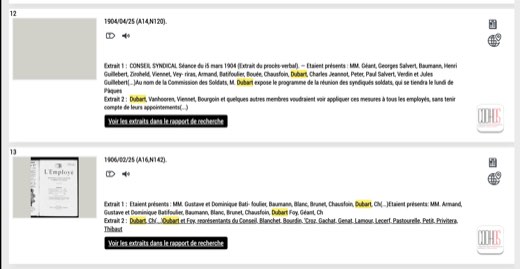 12
1904/04/25 (A14,N120).
Extrait 1 : CONSEIL SYNDICAL Séance du i5 mars 1904 (Extrait du procès-verbal). — Etaient présents : MM. Géant, Georges Salvert, Baumann, Henri
Guillebert, Ziroheld, Viennet, Vey- riras, Armand, Batifoulier, Bouée, Chausfoin, Dubart, Charles Jeannot, Peter, Paul Salvert, Verdin et Jules
Guillebert(...)Au nom de la Commission des Soldats, M. Dubart expose le programme de la réunion des syndiqués soldats, qui se tiendra le lundi de
Pâques
Extrait 2 : Dubart, Vanhooren, Viennet, Bourgoin et quelques autres membres voudraient voir appliquer ces mesures à tous les employés, sans tenir
compte de leurs appointements(...)
Voir les extraits dans le rapport de recherche
13
L'Employé
1906/02/25 (A16,N142).
Extrait 1 : Etaient présents : MM. Gustave et Dominique Bati- foulier, Baumann, Blanc, Brunet, Chausfoin, Dubart, Ch(...)Etaient présents : MM. Armand,
Gustave et Dominique Batifoulier, Baumann, Blanc, Brunet, Chausfoin, Dubart Foy, Géant, Ch
Extrait 2 : Dubart, Ch(...)Dubart et Foy, représentants du Conseil, Blanchet, Bourdin, 'Croz, Gachat, Genat, Lamour, Lecerf, Pastourelle, Petit, Privitera,
Thibaut
Voir les extraits dans le rapport de recherche